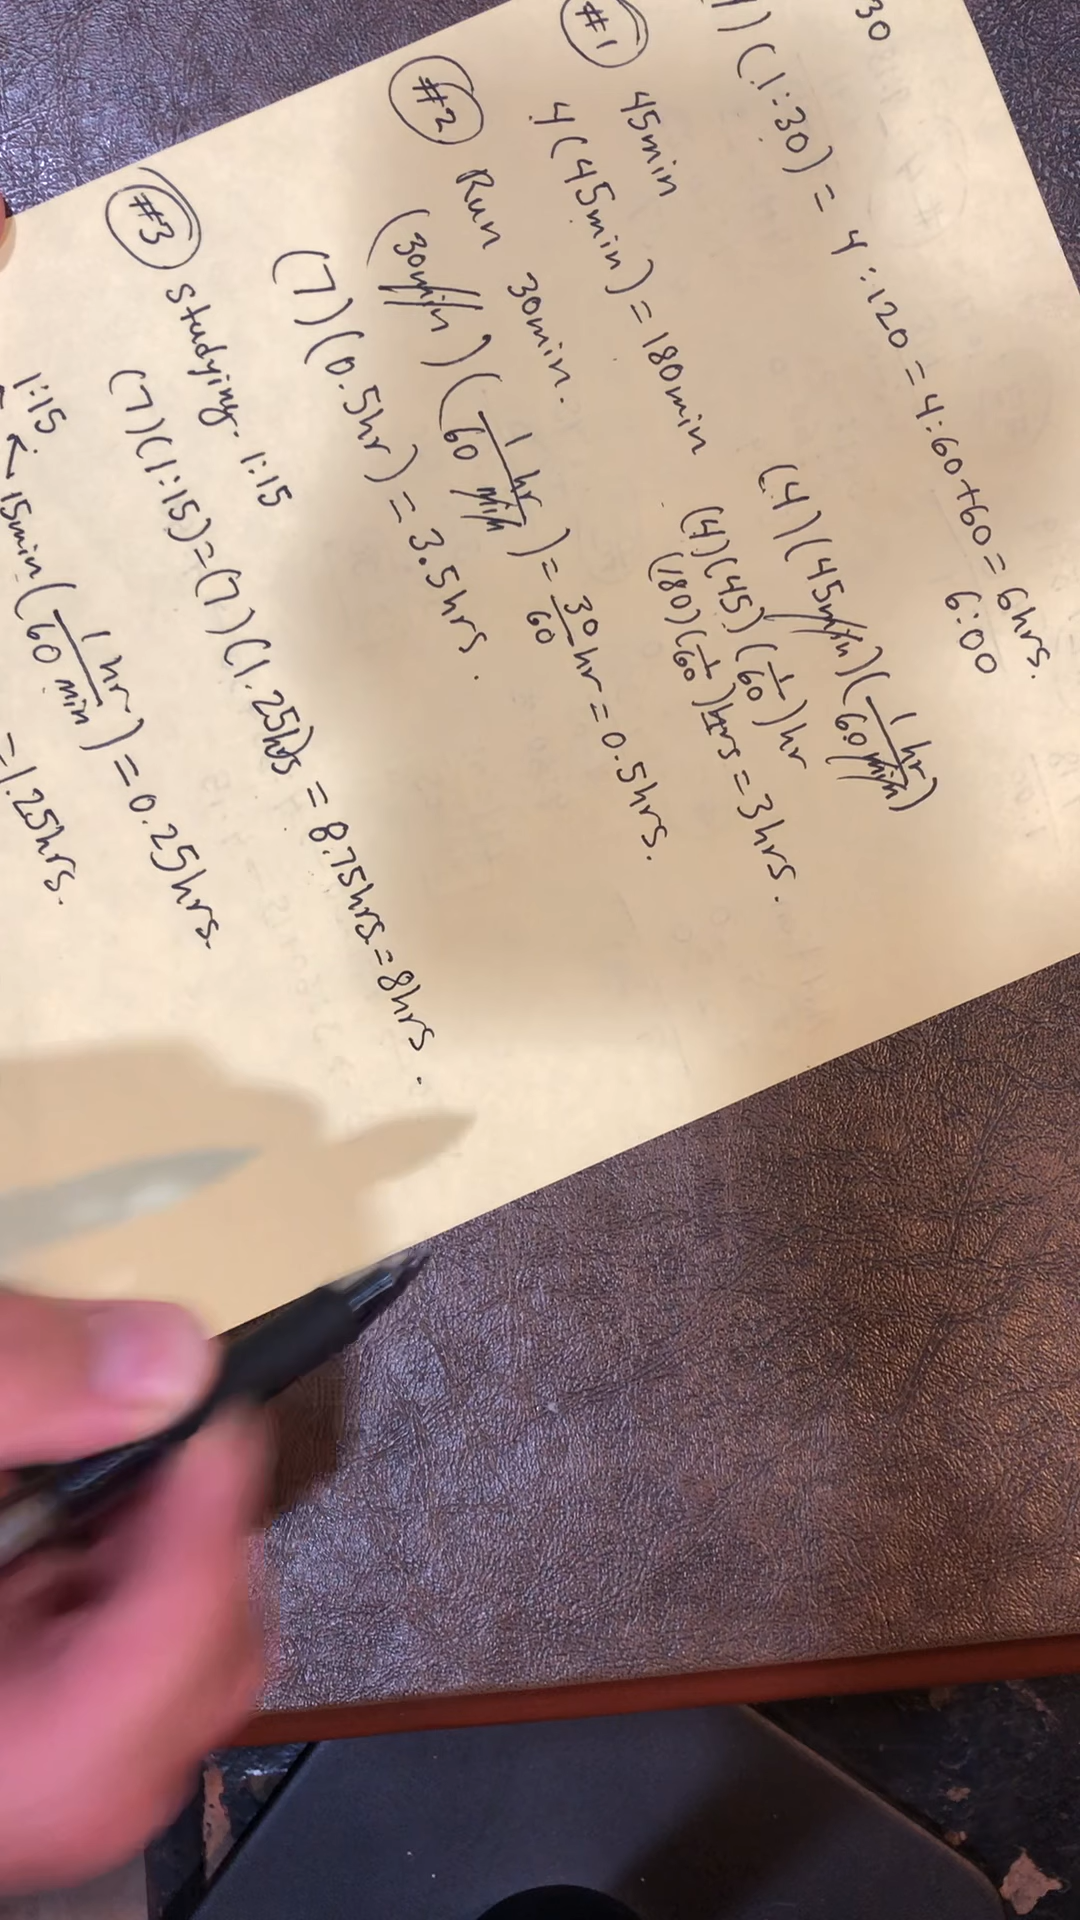 30
) (1:30) = 4:120 = 4:60+60 = 6hrs.
6:00
#1 45min
4(45min) = 180min
(4)(45min)(1hr/60min)
(4)(45)(1/60)hr
(180)(1/60)hrs = 3hrs.
#2 Run 30min.
(30min)(1hr/60min) = 30/60 hr = 0.5hrs.
(7)(0.5hr) = 3.5hrs.
#3 Studying. 1:15
(7)(1:15)=(7)(1.25hrs) = 8.75hrs.=8hrs.
1:15
15min(1hr/60min) = 0.25hrs.
=1.25hrs.